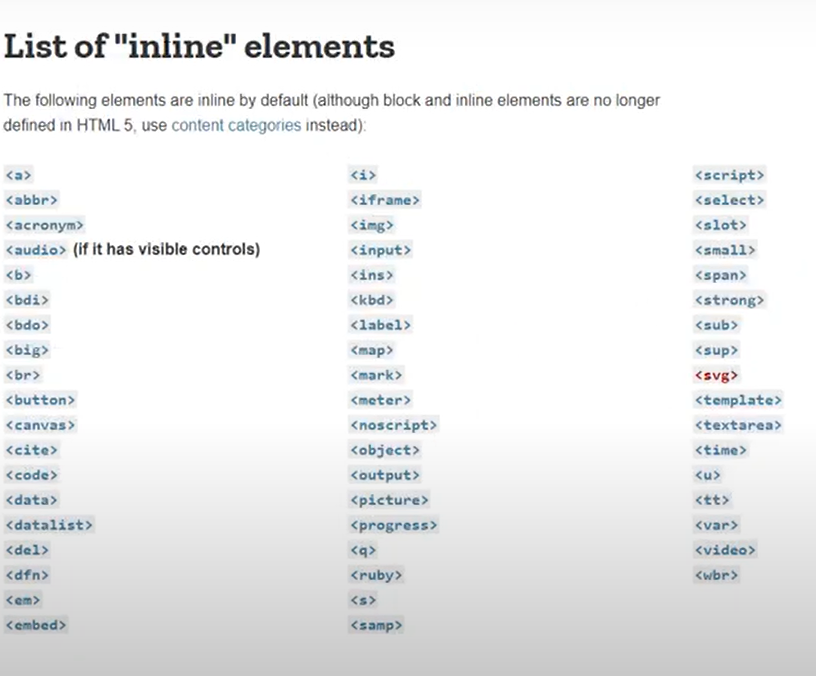 List of "inline" elements
The following elements are inline by default (although block and inline elements are no longer
defined in HTML 5, use content categories instead):
<a>
<abbr>
<acronym>
<audio> (if it has visible controls)
<b>
<bdi>
<bdo>
<big>
<br>
<button>
<canvas>
<cite>
<code>
<data>
<datalist>
<del>
<dfn>
<em>
<embed>
<i>
<iframe>
<img>
<input>
<ins>
<kbd>
<label>
<map>
<mark>
<meter>
<noscript>
<object>
<output>
<picture>
<progress>
<q>
<ruby>
<s>
<samp>
<script>
<select>
<slot>
<small>
<span>
<strong>
<sub>
<sup>
<svg>
<template>
<textarea>
<time>
<u>
<tt>
<var>
<video>
<wbr>